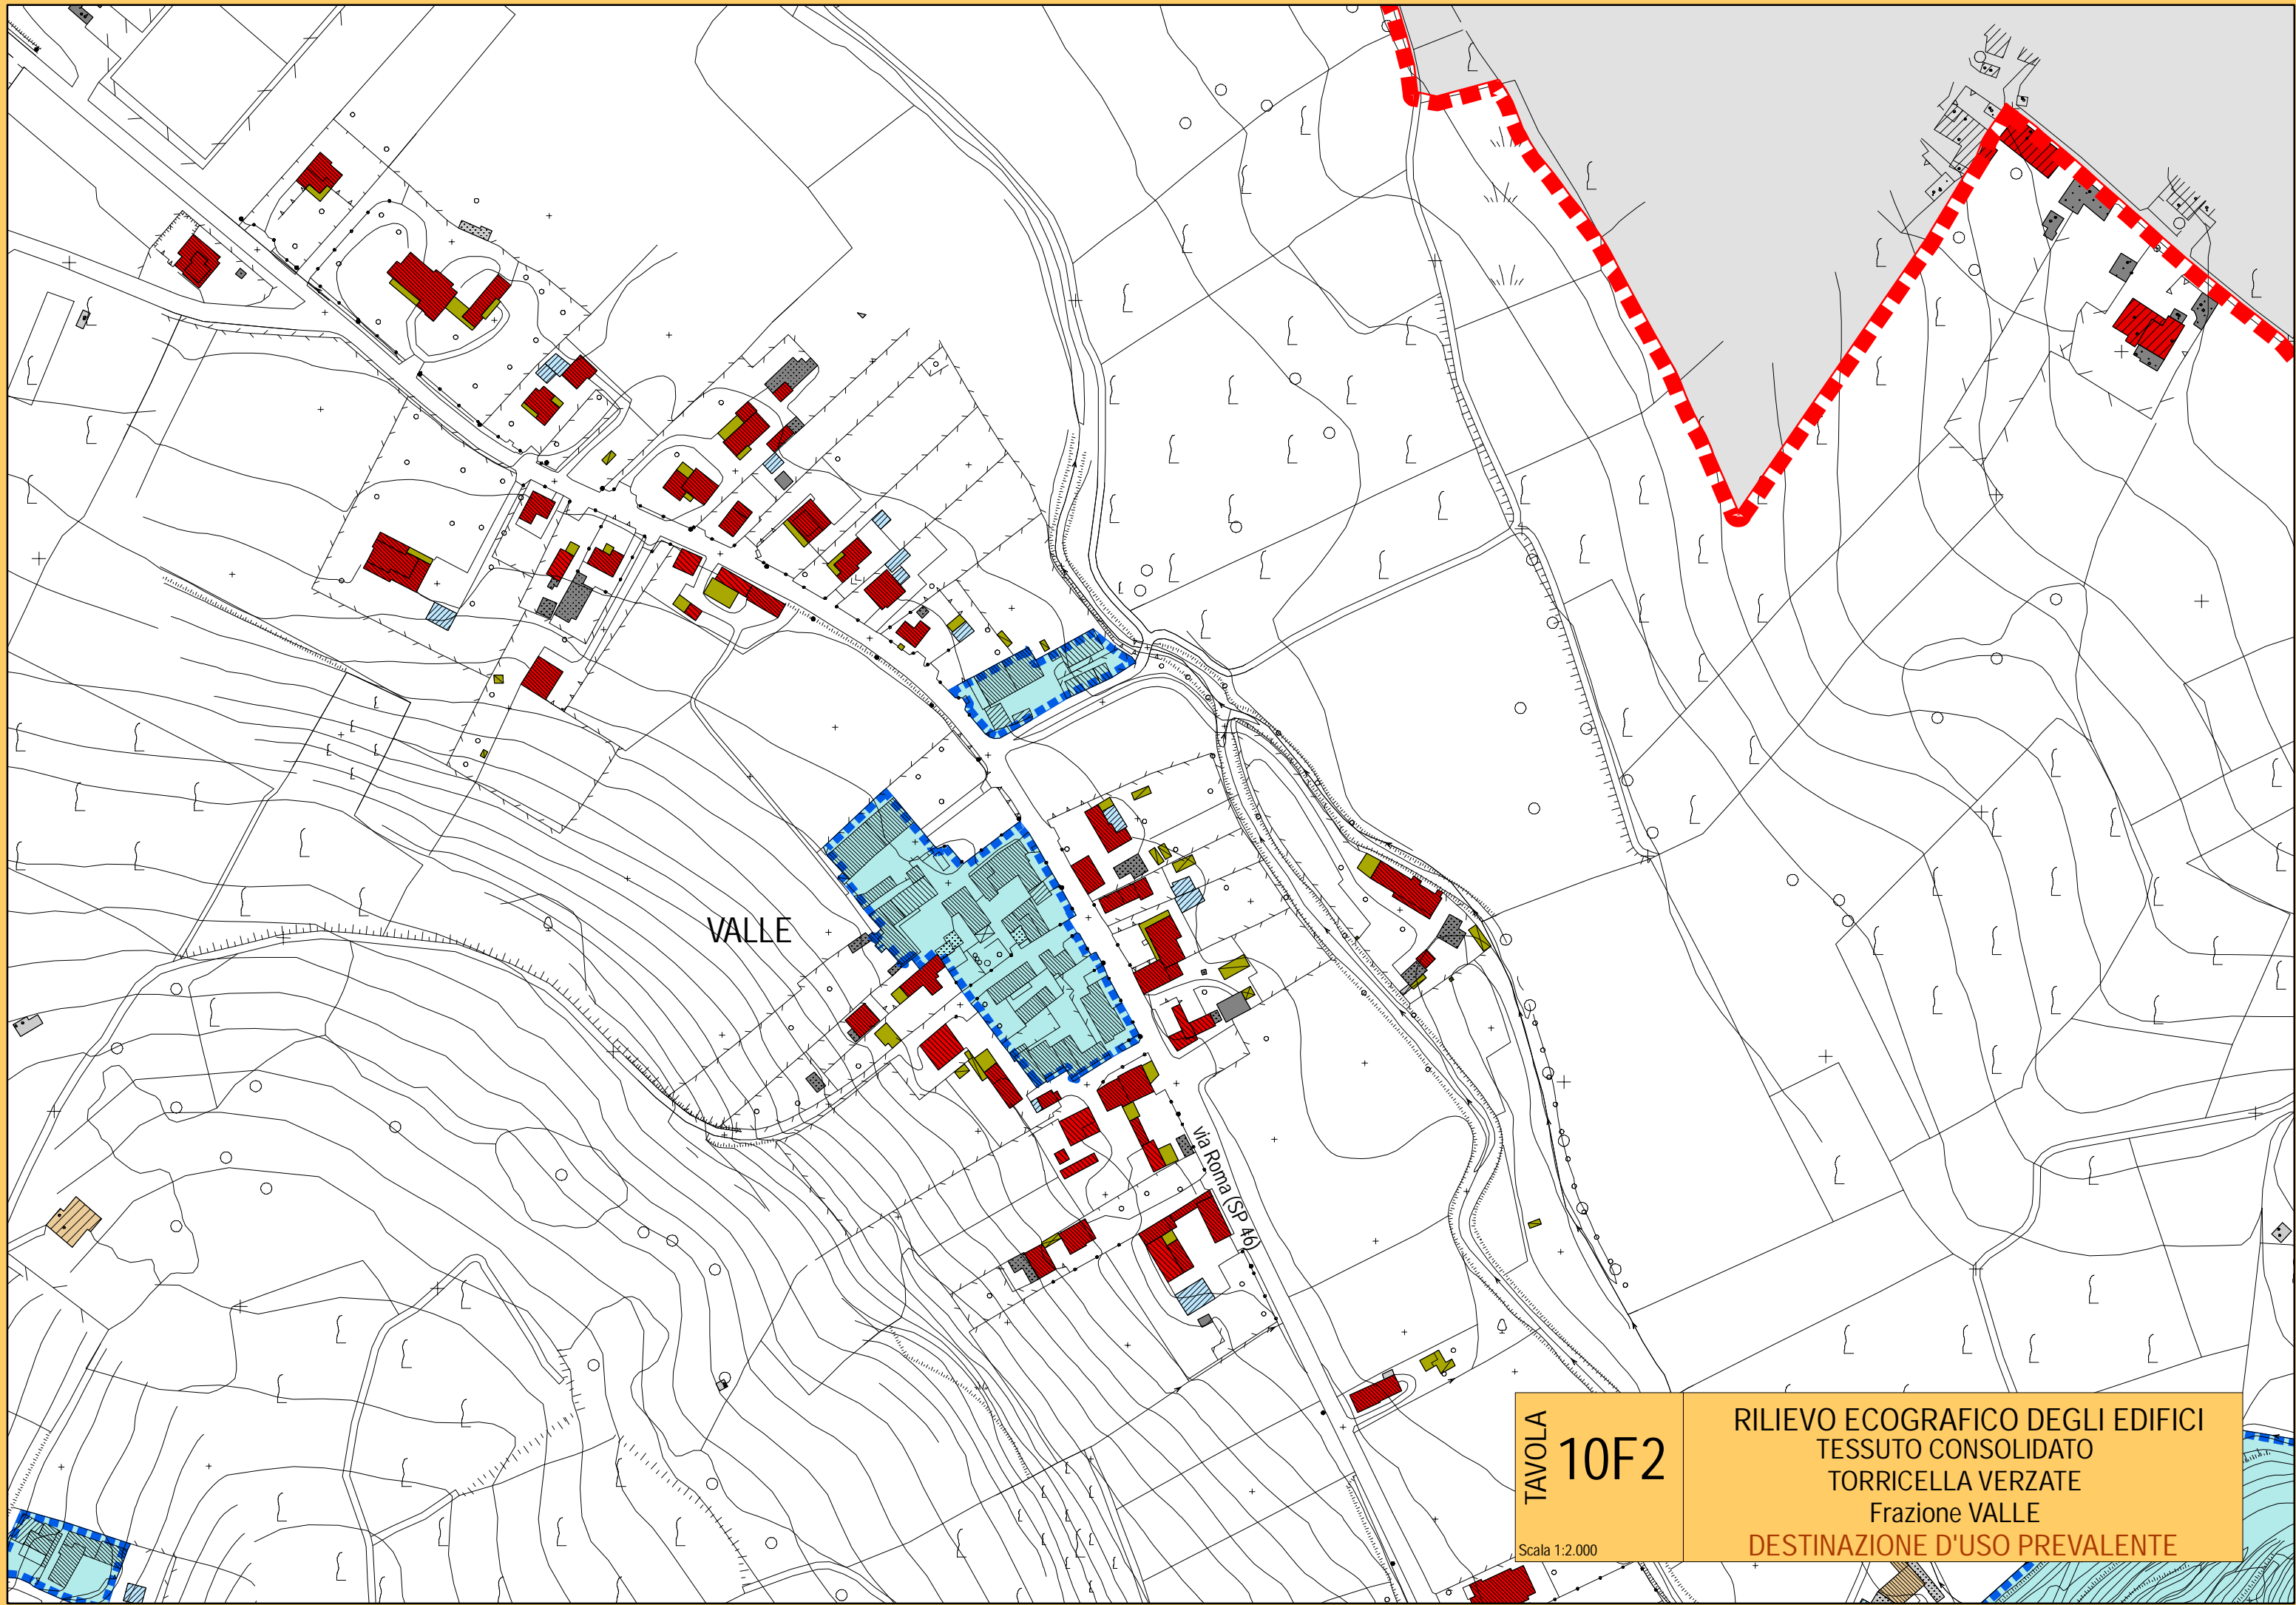 VALLE
via Roma (SP 46)
TAVOLA
10F2
Scala 1:2.000
RILIEVO ECOGRAFICO DEGLI EDIFICI
TESSUTO CONSOLIDATO
TORRICELLA VERZATE
Frazione VALLE
DESTINAZIONE D'USO PREVALENTE